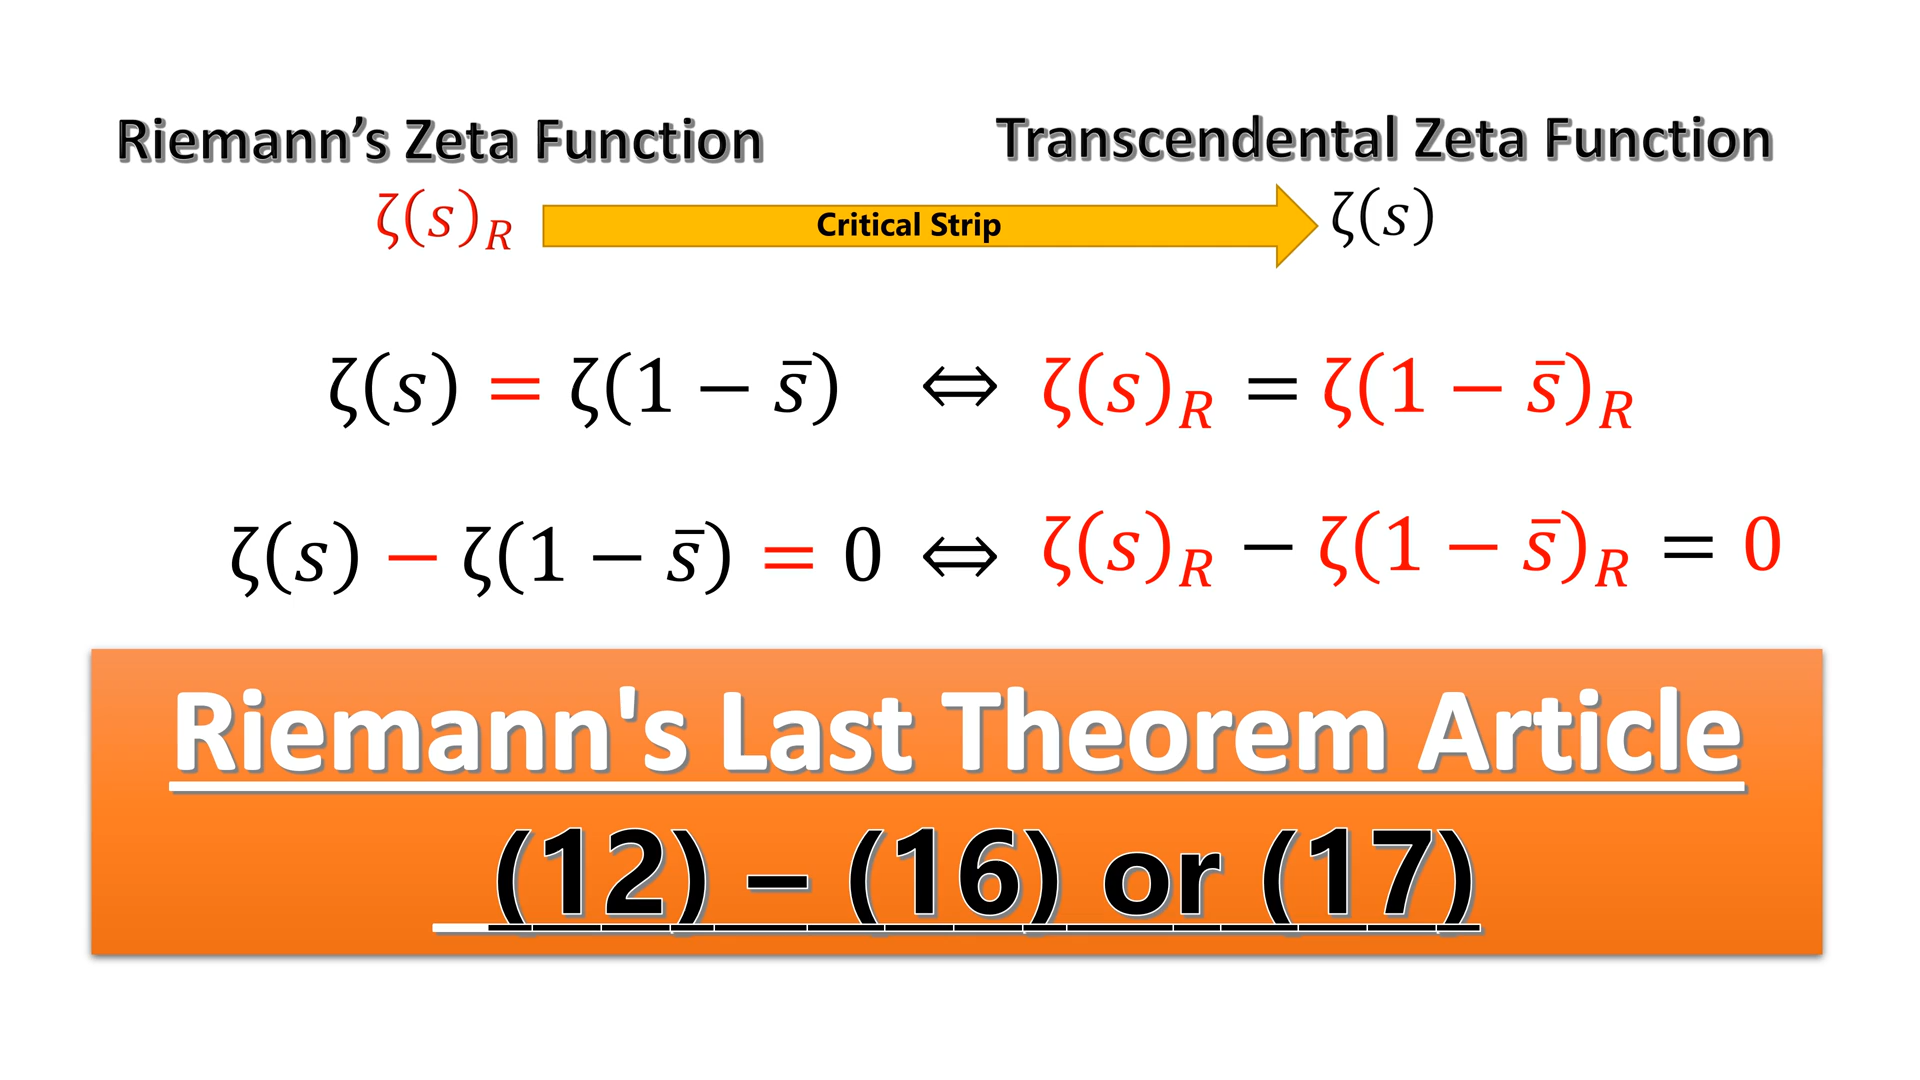 Riemann’s Zeta Function
Transcendental Zeta Function
ζ(s)_R
Critical Strip
ζ(s)
ζ(s) = ζ(1 − s̄) ⇔ ζ(s)_R = ζ(1 − s̄)_R
ζ(s) − ζ(1 − s̄) = 0 ⇔ ζ(s)_R − ζ(1 − s̄)_R = 0
Riemann's Last Theorem Article
(12) – (16) or (17)